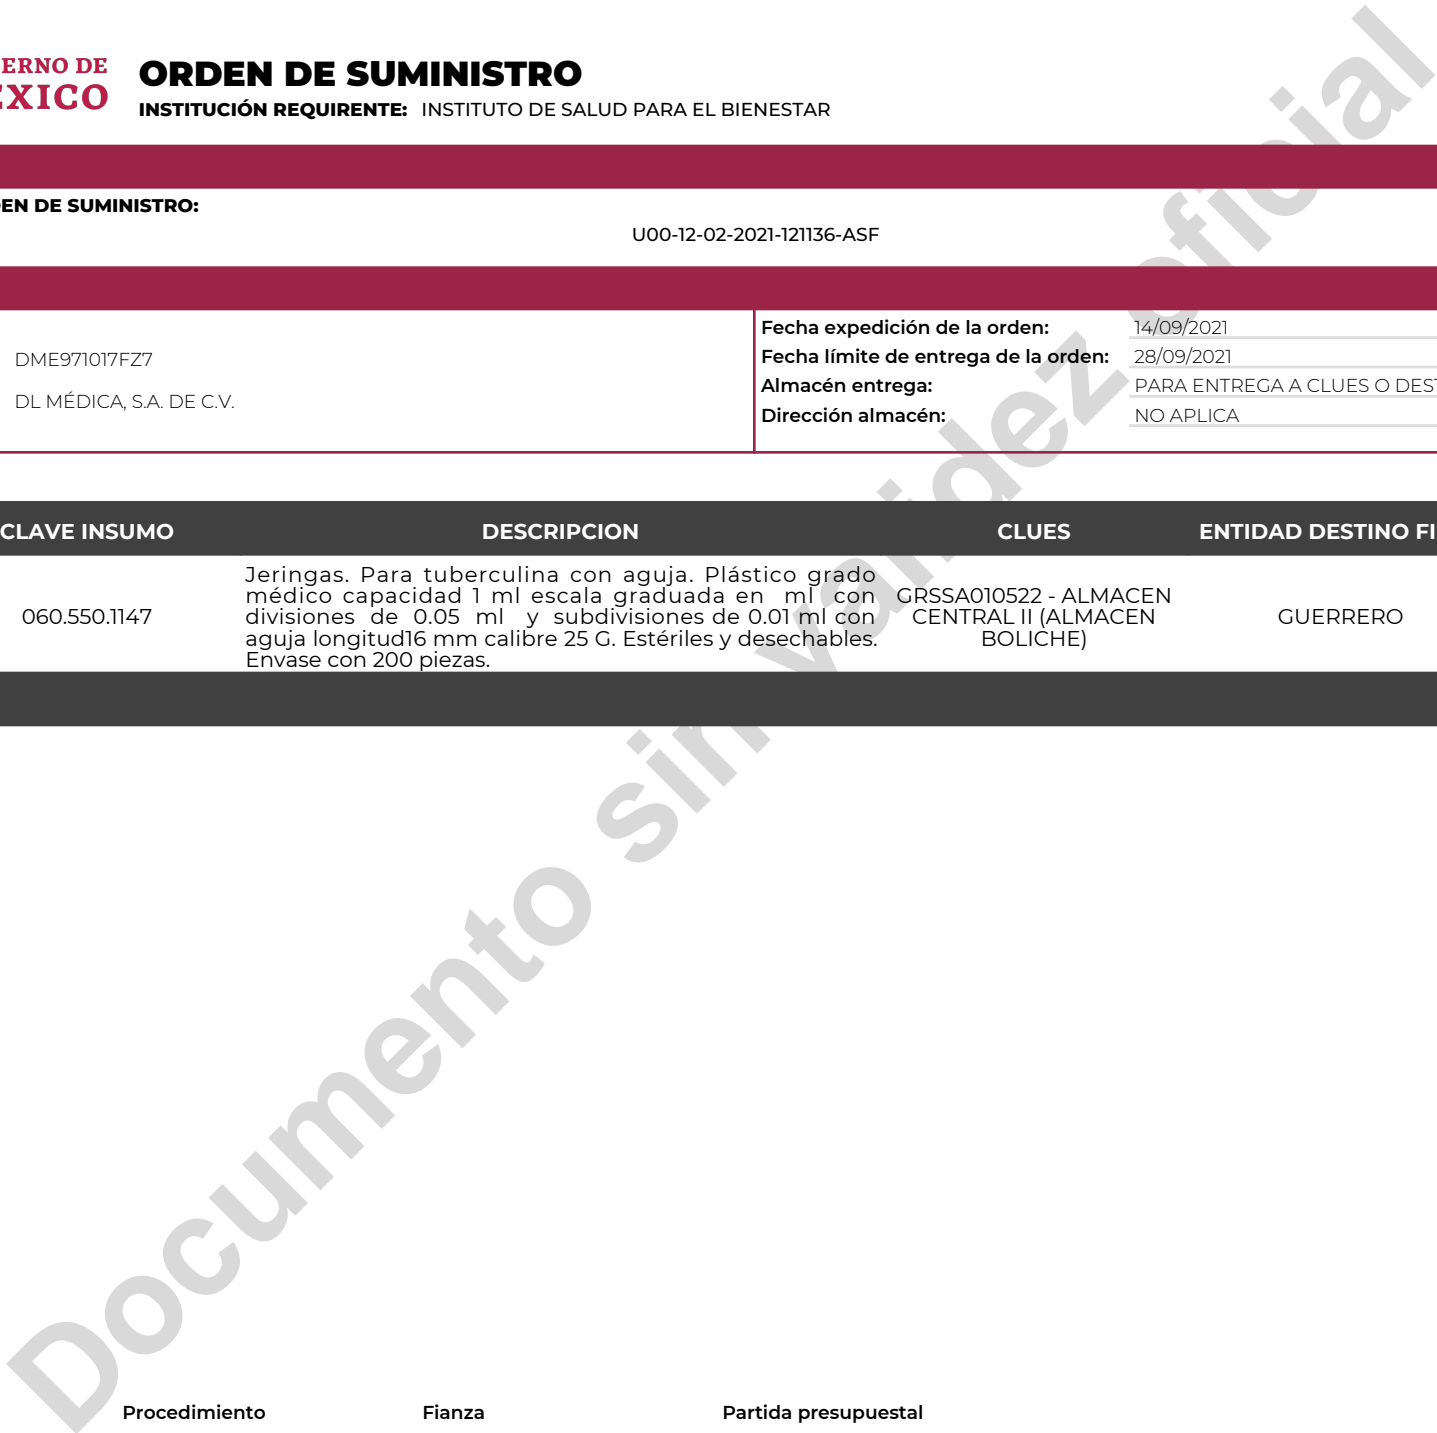 ERNO DE
XICO
ORDEN DE SUMINISTRO
INSTITUCIÓN REQUIRENTE: INSTITUTO DE SALUD PARA EL BIENESTAR
EN DE SUMINISTRO:
U00-12-02-2021-121136-ASF
DME971017FZ7
DL MÉDICA, S.A. DE C.V.
Fecha expedición de la orden: 14/09/2021
Fecha límite de entrega de la orden: 28/09/2021
Almacén entrega: PARA ENTREGA A CLUES O DEST
Dirección almacén: NO APLICA
CLAVE INSUMO DESCRIPCION CLUES ENTIDAD DESTINO FI
060.550.1147
Jeringas. Para tuberculina con aguja. Plástico grado
médico capacidad 1 ml escala graduada en ml con
divisiones de 0.05 ml y subdivisiones de 0.01 ml con
aguja longitud16 mm calibre 25 G. Estériles y desechables.
Envase con 200 piezas.
GRSSA010522 - ALMACEN
CENTRAL II (ALMACEN
BOLICHE)
GUERRERO
Documento sin validez oficial
Procedimiento Fianza Partida presupuestal